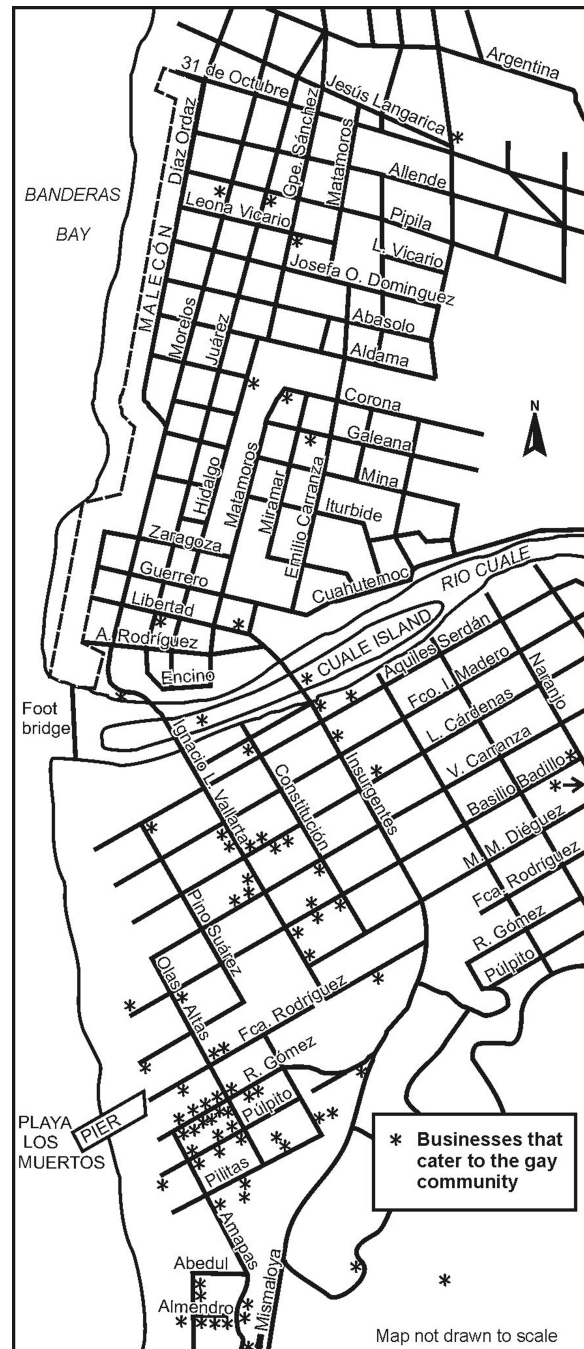 Argentina
31 de Octubre
Jesús Langarica
Díaz Ordaz
Gpe. Sánchez
Matamoros
Allende
BANDERAS
BAY
Leona Vicario
Pipila
L. Vicario
MALECÓN
Josefa O. Dominguez
Morelos
Juárez
Abasolo
Aldama
Corona
N
Galeana
Hidalgo
Matamoros
Miramar
Emilio Carranza
Mina
Iturbide
Zaragoza
Guerrero
Cuahutemoc
RIO CUALE
Libertad
A. Rodríguez
CUALE ISLAND
Encino
Aquiles Serdán
Fco. I. Madero
Naranjo
Foot
bridge
L. Cárdenas
Ignacio L. Vallarta
Constitución
Insurgentes
V. Carranza
Basilio Badillo
M. M. Diéguez
Pino Suárez
Fca. Rodríguez
R. Gómez
Púlpito
Olas Altas
Fca. Rodríguez
R. Gómez
Púlpito
PLAYA
LOS
MUERTOS
PIER
Pilitas
* Businesses that
cater to the gay
community
Amapas
Abedul
Mismaloya
Almendro
Map not drawn to scale